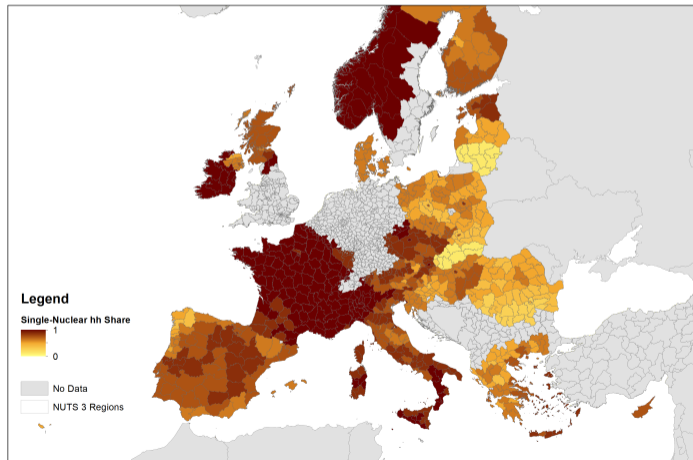 Legend
Single-Nuclear hh Share
1
0
No Data
NUTS 3 Regions